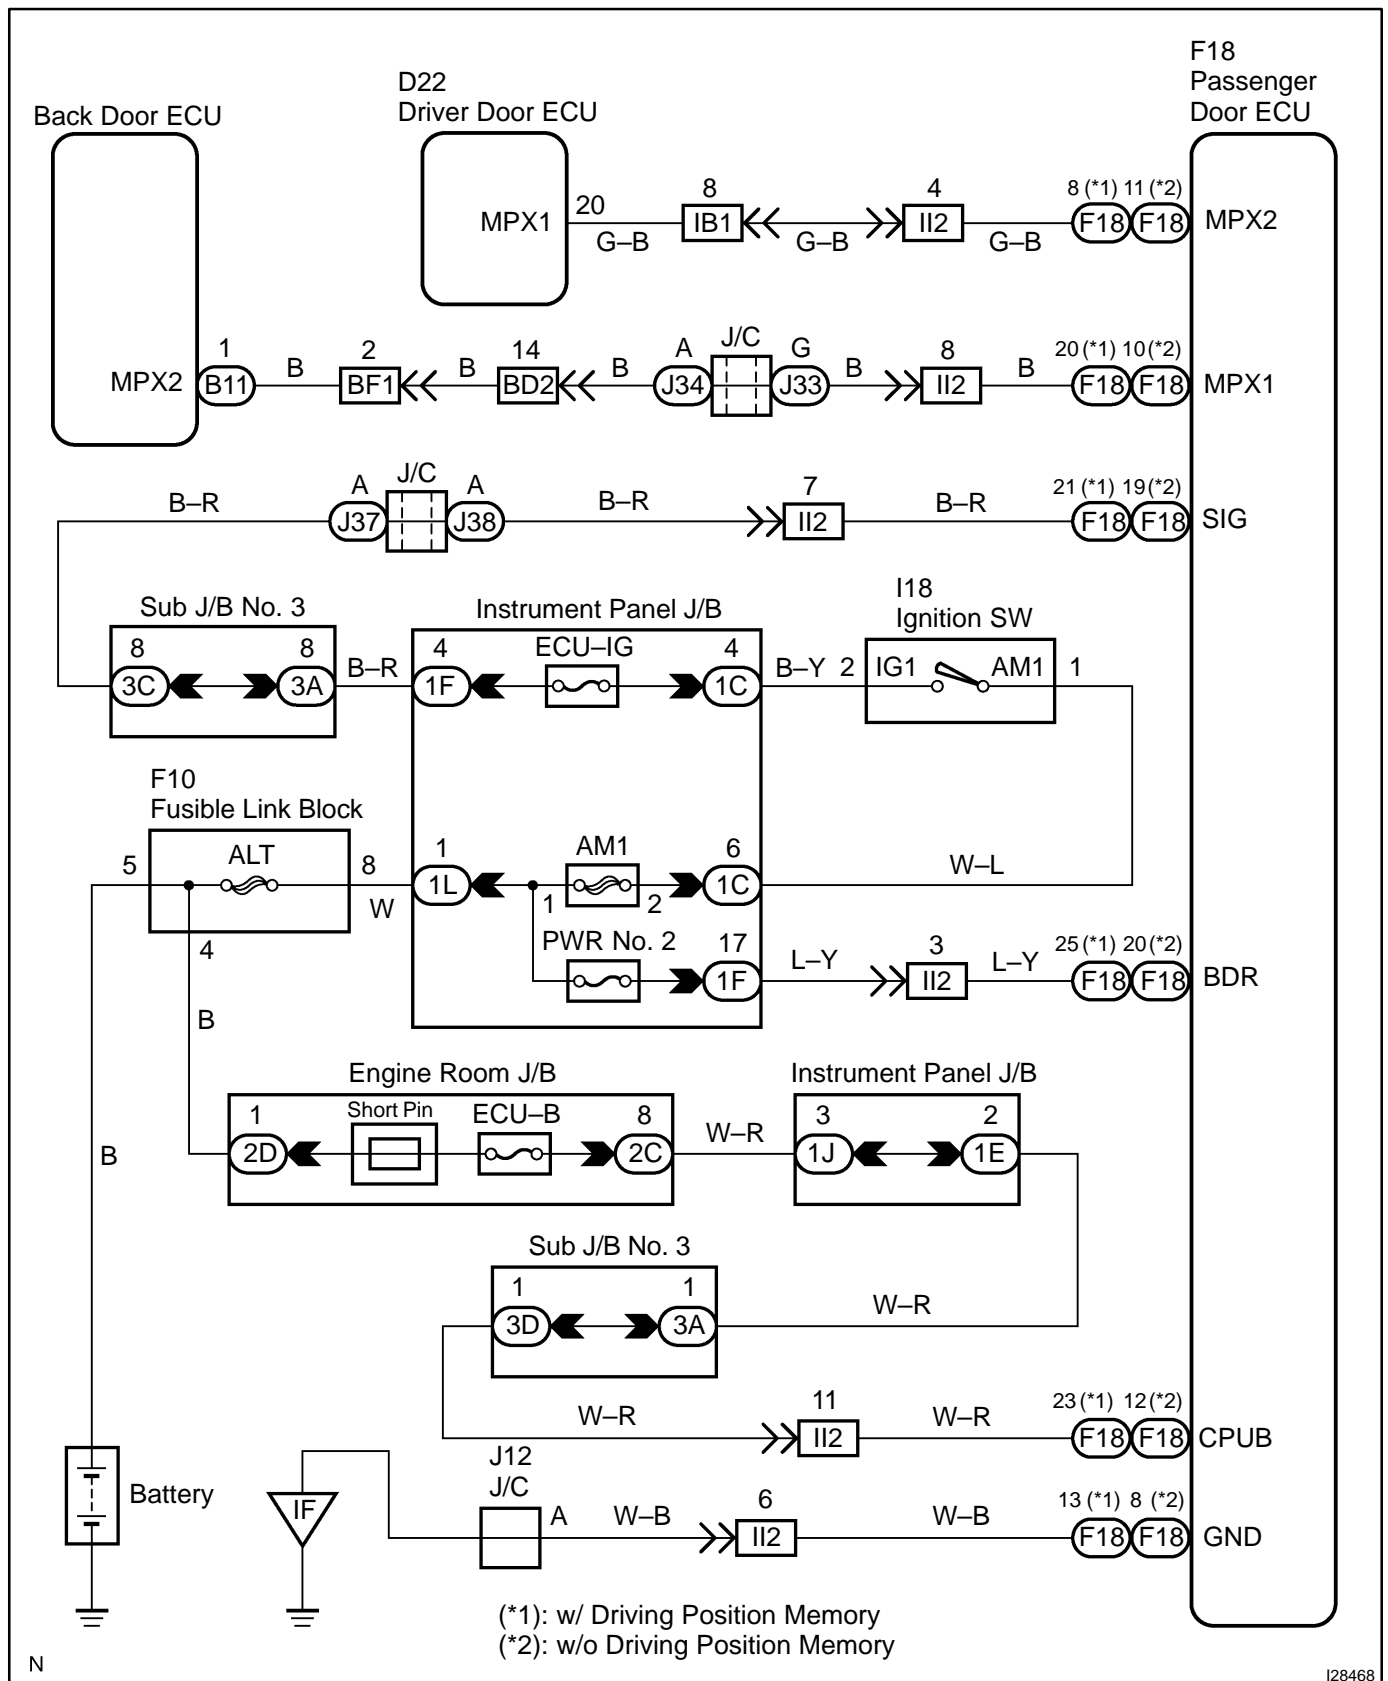 F18
Passenger
Door ECU
D22
Driver Door ECU
Back Door ECU
MPX1
20
G–B
8
IB1
G–B
4
II2
G–B
8 (*1) 11 (*2)
F18 F18
MPX2
MPX2
1
B11
B
2
BF1
B
14
BD2
B
A
J34
J/C
G
J33
B
8
II2
B
20 (*1) 10 (*2)
F18 F18
MPX1
B–R
A
J37
J/C
A
J38
B–R
7
II2
B–R
21 (*1) 19 (*2)
F18 F18
SIG
Sub J/B No. 3
8
3C
8
3A
B–R
Instrument Panel J/B
4
1F
ECU–IG
4
1C
B–Y
2
I18
Ignition SW
IG1
AM1
1
F10
Fusible Link Block
5
ALT
8
W
4
B
1
1L
AM1
1
2
6
1C
W–L
PWR No. 2
17
1F
L–Y
3
II2
L–Y
25 (*1) 20 (*2)
F18 F18
BDR
Engine Room J/B
1
2D
Short Pin
ECU–B
8
2C
W–R
Instrument Panel J/B
3
1J
2
1E
B
Sub J/B No. 3
1
3D
1
3A
W–R
W–R
11
II2
W–R
23 (*1) 12 (*2)
F18 F18
CPUB
Battery
IF
J12
J/C
A
W–B
6
II2
W–B
13 (*1) 8 (*2)
F18 F18
GND
(*1): w/ Driving Position Memory
(*2): w/o Driving Position Memory
N
I28468